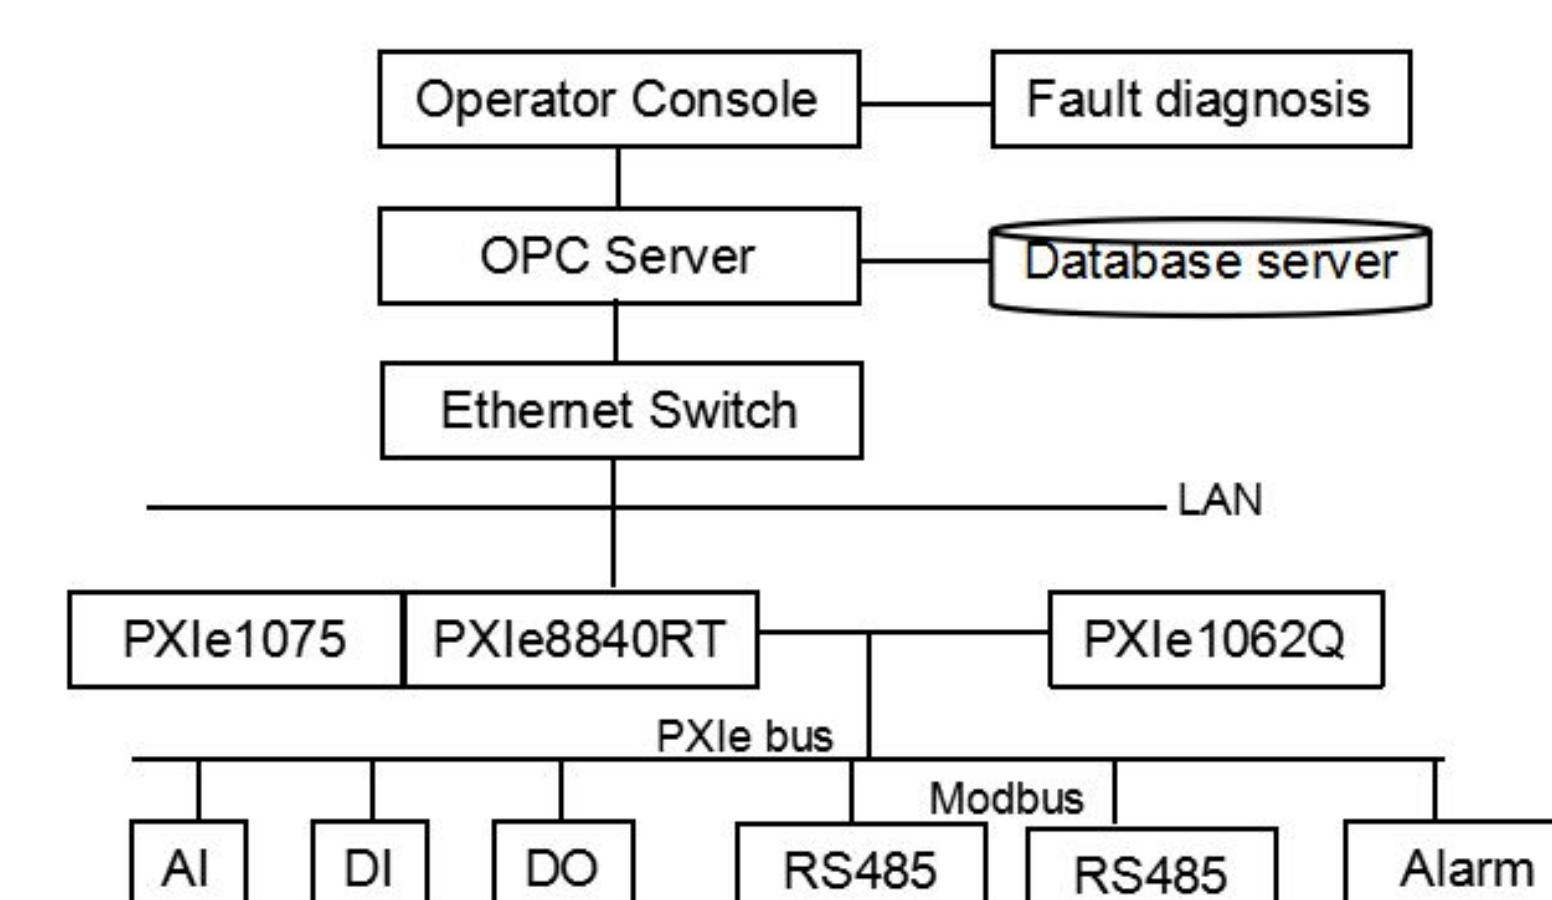 Operator Console
Fault diagnosis
OPC Server
Database server
Ethernet Switch
LAN
PXIe1075
PXIe8840RT
PXIe1062Q
PXIe bus
Modbus
AI
DI
DO
RS485
RS485
Alarm